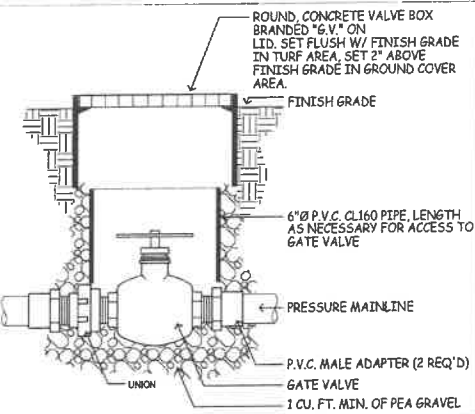 ROUND, CONCRETE VALVE BOX
BRANDED "G.V." ON
LID. SET FLUSH W/ FINISH GRADE
IN TURF AREA, SET 2" ABOVE
FINISH GRADE IN GROUND COVER
AREA.
FINISH GRADE
6"Ø P.V.C. CL160 PIPE, LENGTH
AS NECESSARY FOR ACCESS TO
GATE VALVE
PRESSURE MAINLINE
P.V.C. MALE ADAPTER (2 REQ'D)
UNION
GATE VALVE
1 CU. FT. MIN. OF PEA GRAVEL